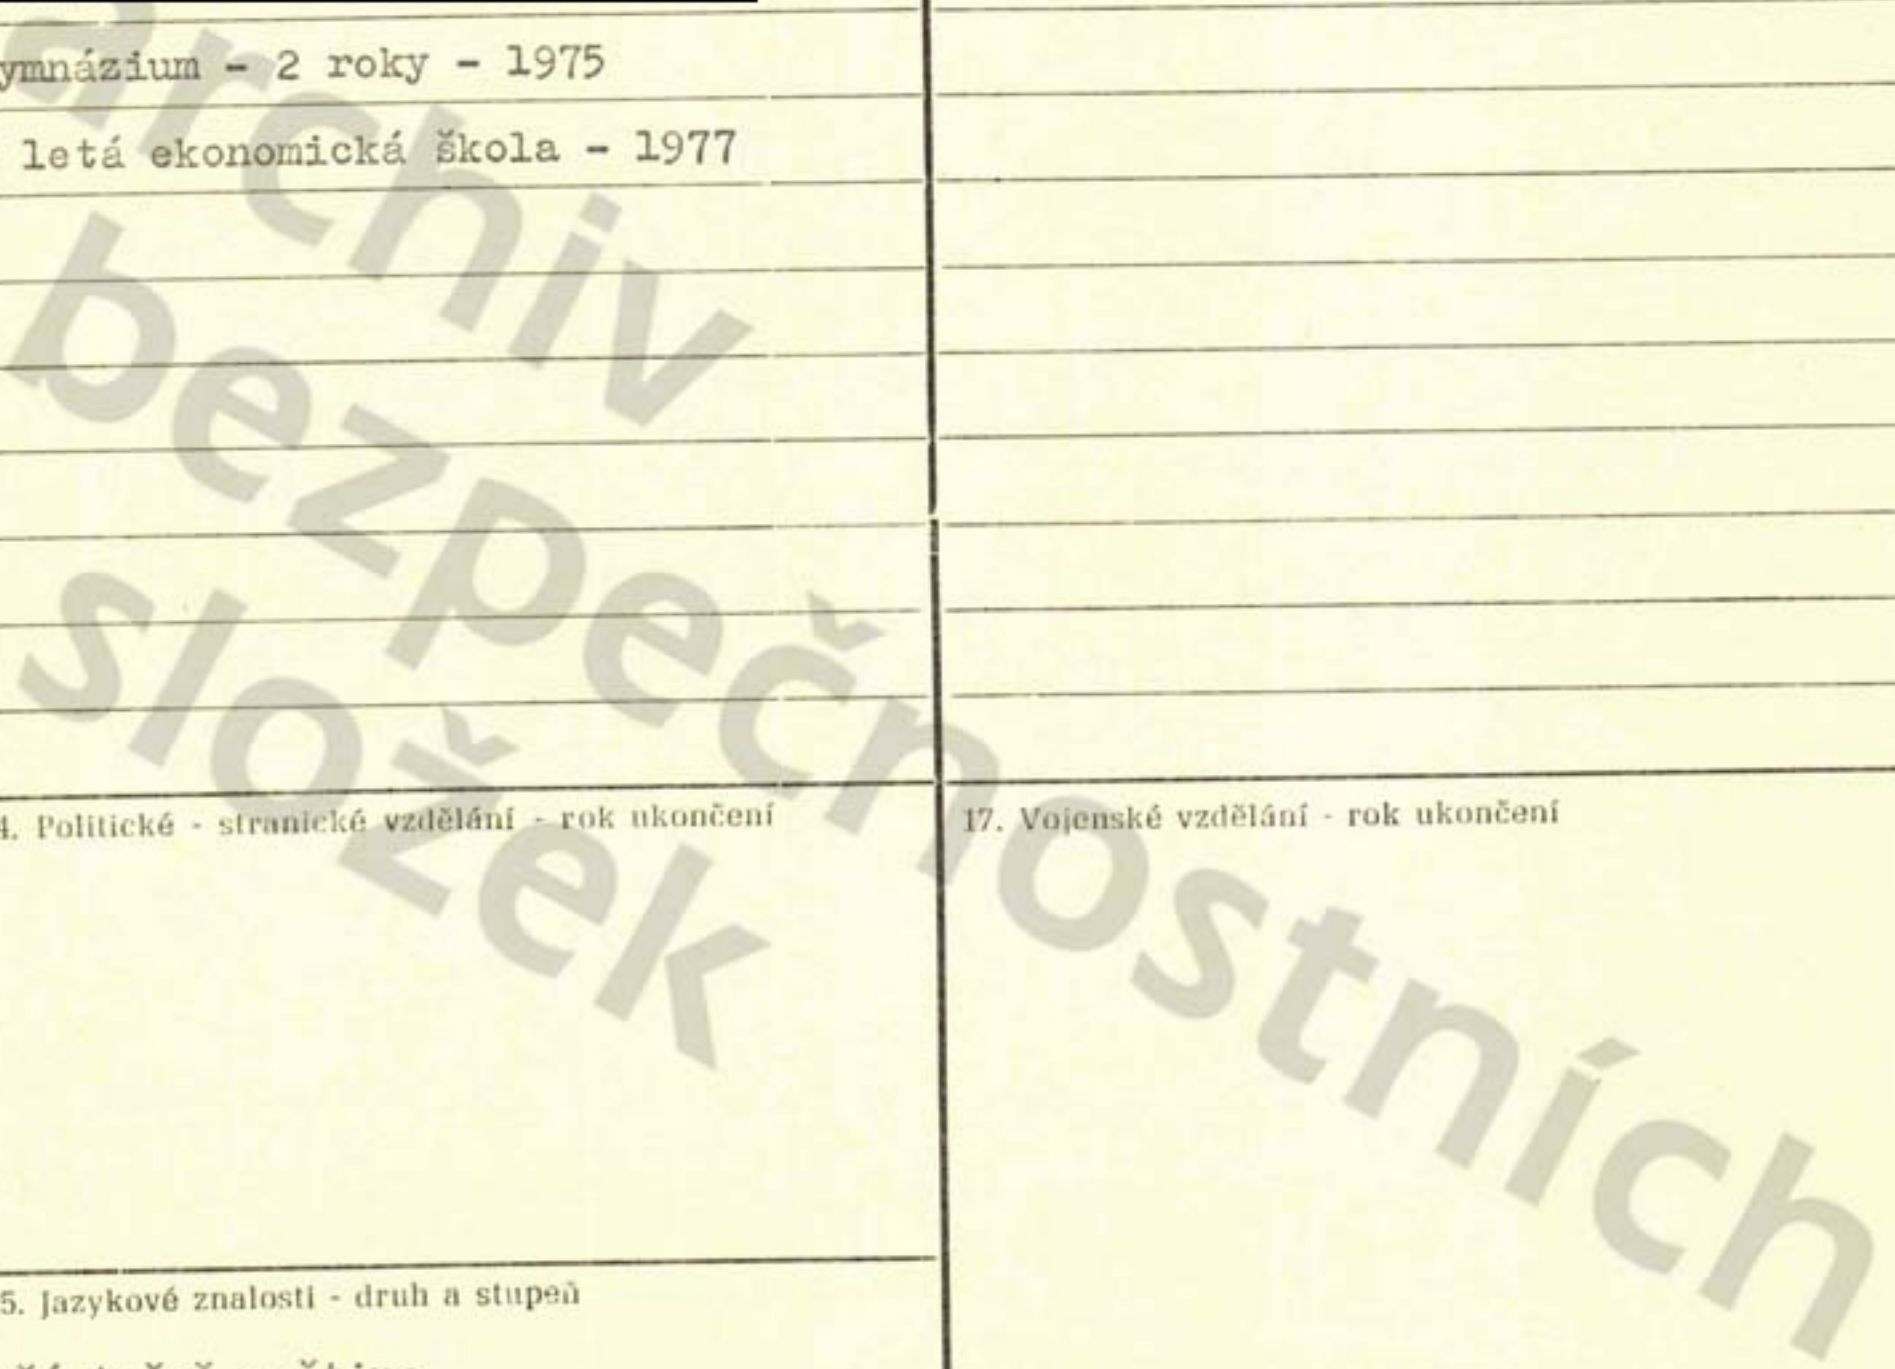 ymnázium - 2 roky - 1975
letá ekonomická škola - 1977
4. Politické - stranické vzdělání - rok ukončení
17. Vojenské vzdělání - rok ukončení
5. Jazykové znalosti - druh a stupeň
archiv
bezpečnostních
složek